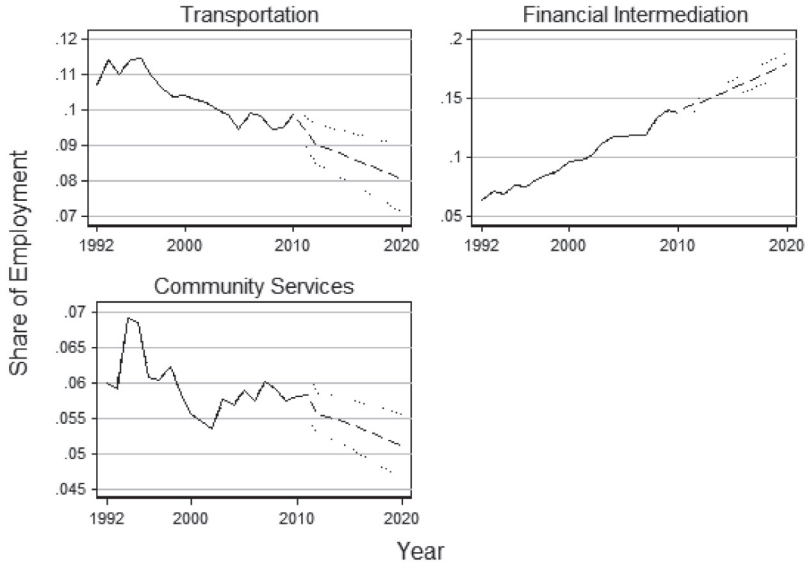 Transportation
.12
.11
.1
.09
.08
.07
1992 2000 2010 2020
Financial Intermediation
.2
.15
.1
.05
1992 2000 2010 2020
Community Services
.07
.065
.06
.055
.05
.045
1992 2000 2010 2020
Share of Employment
Year